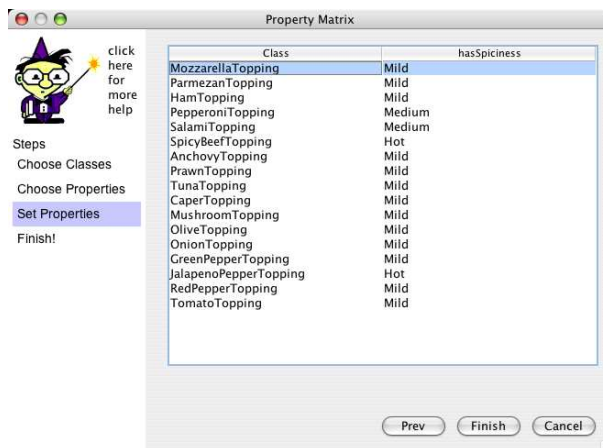 Property Matrix
click
here
for
more
help
Steps
Choose Classes
Choose Properties
Set Properties
Finish!
Class hasSpiciness
MozzarellaTopping Mild
ParmezanTopping Mild
HamTopping Mild
PepperoniTopping Medium
SalamiTopping Medium
SpicyBeefTopping Hot
AnchovyTopping Mild
PrawnTopping Mild
TunaTopping Mild
CaperTopping Mild
MushroomTopping Mild
OliveTopping Mild
OnionTopping Mild
GreenPepperTopping Mild
JalapenoPepperTopping Hot
RedPepperTopping Mild
TomatoTopping Mild
Prev Finish Cancel